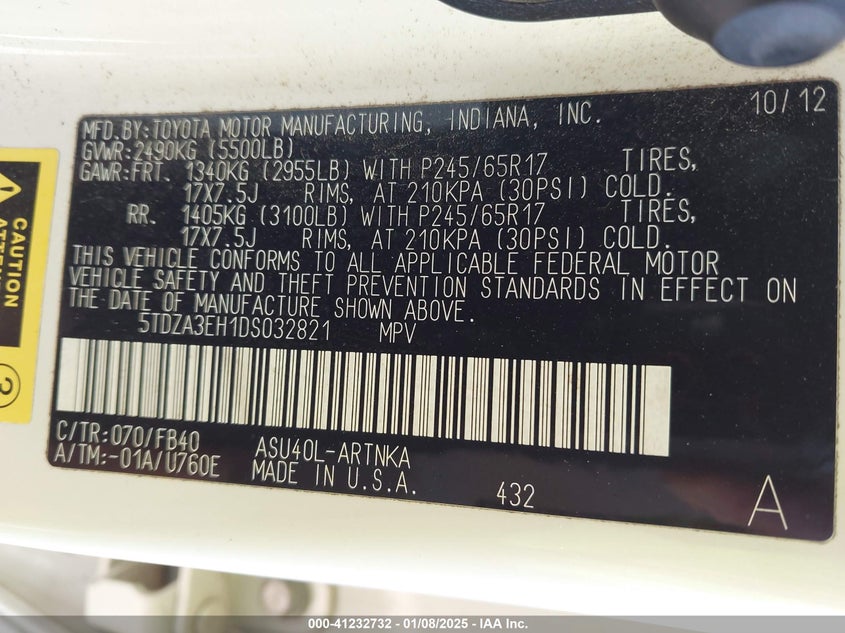 10/12
MFD.BY:TOYOTA MOTOR MANUFACTURING, INDIANA, INC.
GVWR:2490KG (5500LB)
GAWR:FRT. 1340KG (2955LB) WITH P245/65R17 TIRES,
17X7.5J RIMS, AT 210KPA (30PSI) COLD.
RR. 1405KG (3100LB) WITH P245/65R17 TIRES,
17X7.5J RIMS, AT 210KPA (30PSI) COLD.
THIS VEHICLE CONFORMS TO ALL APPLICABLE FEDERAL MOTOR
VEHICLE SAFETY AND THEFT PREVENTION STANDARDS IN EFFECT ON
THE DATE OF MANUFACTURE SHOWN ABOVE.
5TDZA3EH1DS032821 MPV
C/TR:070/FB40 ASU40L-ARTNKA
A/TM:-01A/U760E MADE IN U.S.A. 432 A
CAUTION
000-41232732 - 01/08/2025 - IAA Inc.